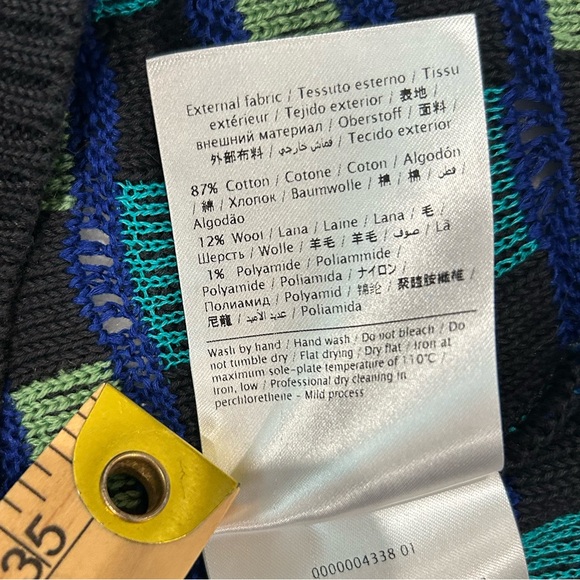 External fabric / Tessuto esterno / Tissu
extérieur / Tejido exterior / 表地 /
внешний материал / Oberstoff / 面料 /
外部布料 / قماش خارجي / Tecido exterior
87% Cotton / Cotone / Coton / Algodón
/ 綿 / Хлопок / Baumwolle / 棉 / 棉 / قطن /
Algodão
12% Wool / Lana / Laine / Lana / 毛 /
Шерсть / Wolle / 羊毛 / 羊毛 / صوف / Lã
1% Polyamide / Poliammide /
Polyamide / Poliamida / ナイロン /
Полиамид / Polyamid / 锦纶 / 聚醯胺纖維 /
尼龍 / عديد الأميد / Poliamida
Wash by hand / Hand wash / Do not bleach / Do
not tumble dry / Flat drying / Dry flat / Iron at
maximum sole-plate temperature of 110°C /
Iron, low / Professional dry cleaning in
perchlorethene - Mild process
0000004338 01
35